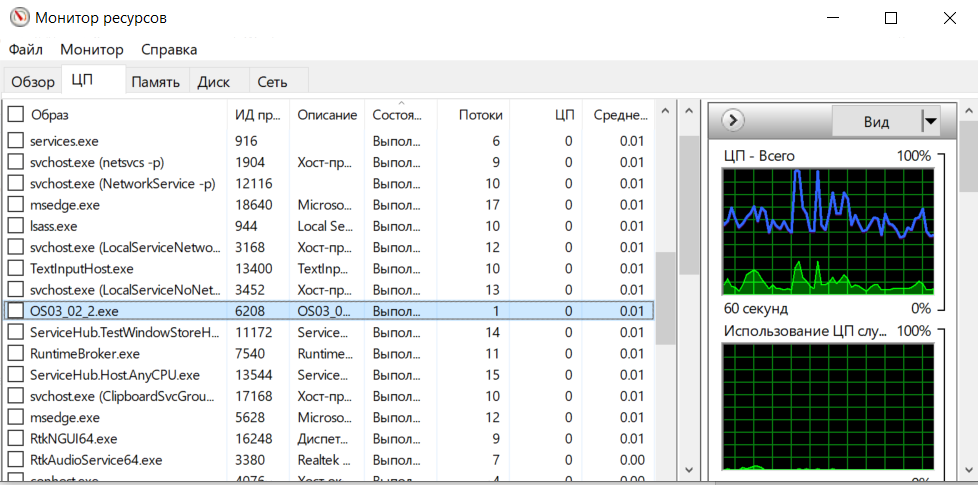 Монитор ресурсов
Файл Монитор Справка
Обзор ЦП Память Диск Сеть
Образ ИД пр... Описание Состоя... Потоки ЦП Средне...
services.exe 916 Выпол... 6 0 0.01
svchost.exe (netsvcs -p) 1904 Хост-пр... Выпол... 9 0 0.01
svchost.exe (NetworkService -p) 12116 Выпол... 10 0 0.01
msedge.exe 18640 Microso... Выпол... 17 0 0.01
lsass.exe 944 Local Se... Выпол... 10 0 0.01
svchost.exe (LocalServiceNetwo... 3168 Хост-пр... Выпол... 12 0 0.01
TextInputHost.exe 13400 TextInp... Выпол... 10 0 0.01
svchost.exe (LocalServiceNoNet... 3452 Хост-пр... Выпол... 13 0 0.01
OS03_02_2.exe 6208 OS03_0... Выпол... 1 0 0.01
ServiceHub.TestWindowStoreH... 11172 Service... Выпол... 14 0 0.01
RuntimeBroker.exe 7540 Runtime... Выпол... 11 0 0.01
ServiceHub.Host.AnyCPU.exe 13544 Service... Выпол... 15 0 0.01
svchost.exe (ClipboardSvcGrou... 17168 Хост-пр... Выпол... 10 0 0.01
msedge.exe 5628 Microso... Выпол... 12 0 0.01
RtkNGUI64.exe 16248 Диспет... Выпол... 9 0 0.01
RtkAudioService64.exe 3380 Realtek ... Выпол... 7 0 0.00
Вид
ЦП - Всего 100%
60 секунд 0%
Использование ЦП слу... 100%